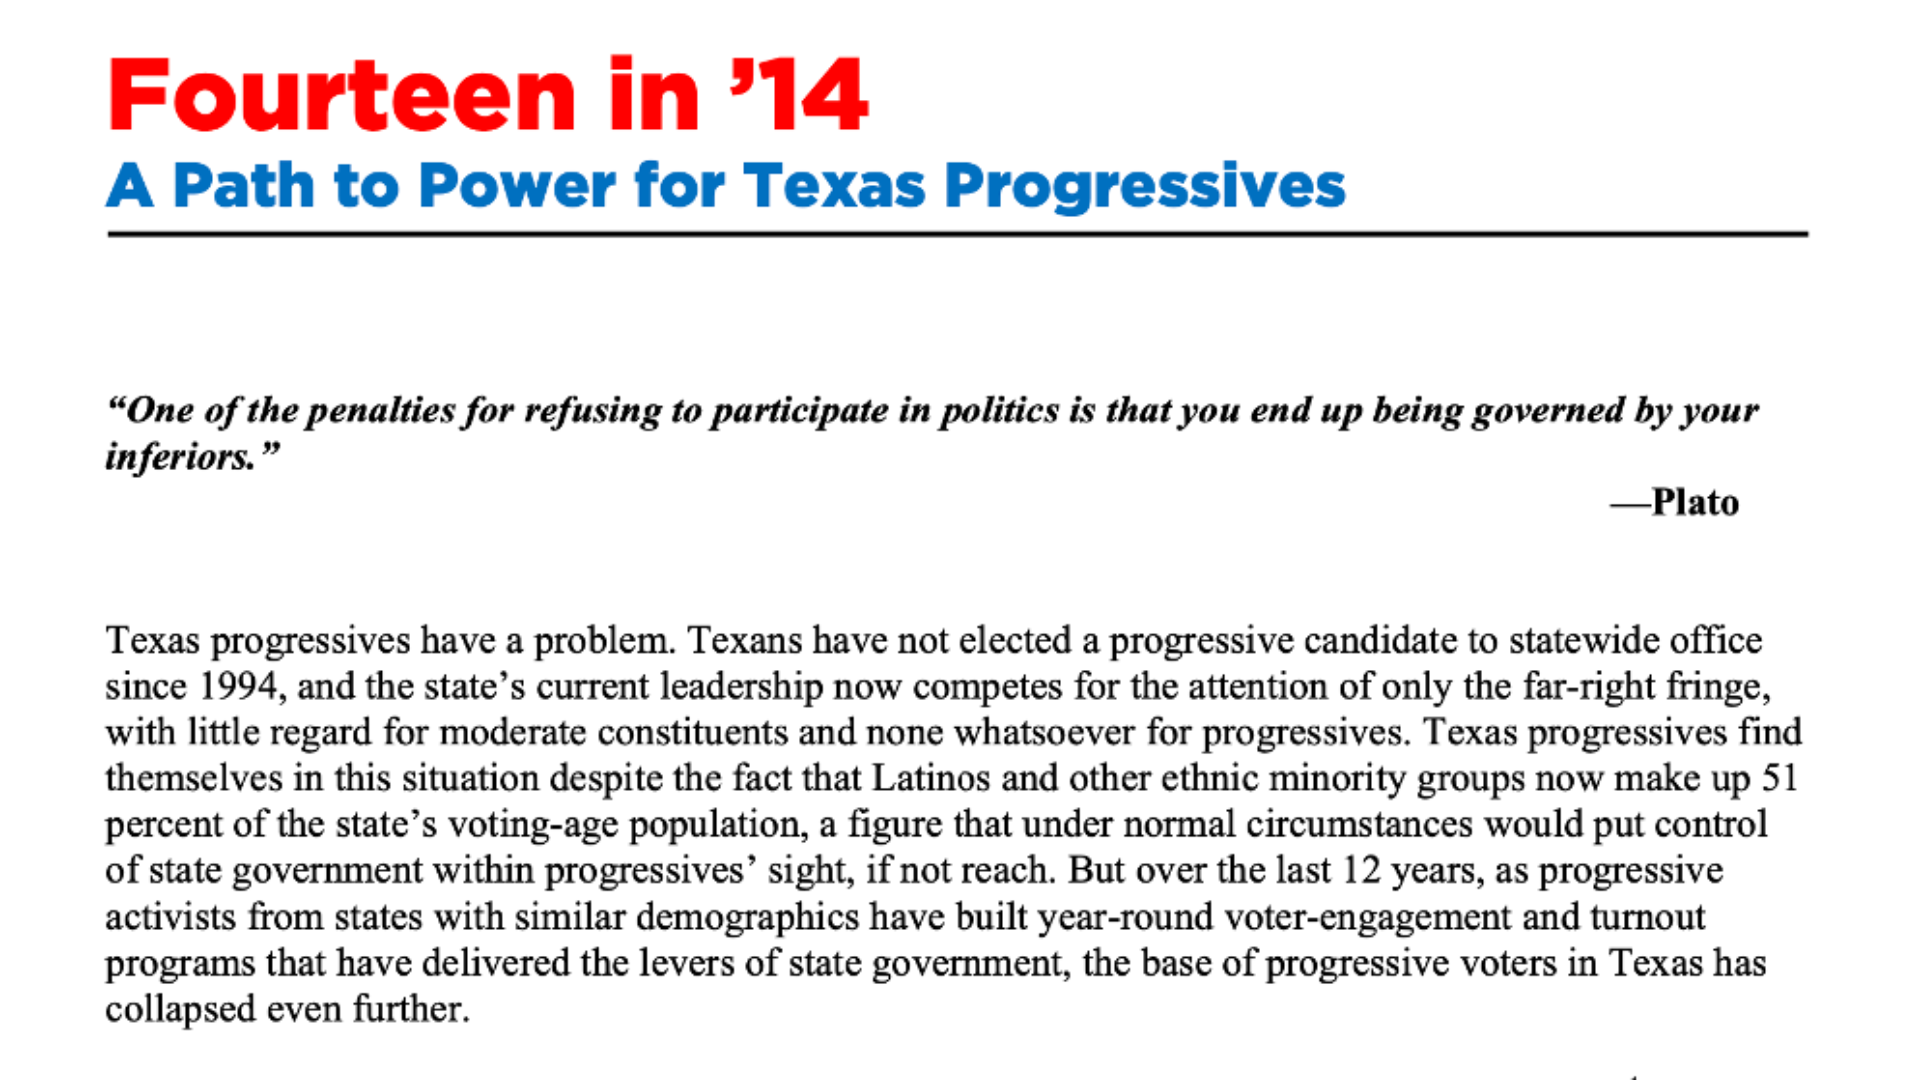 Fourteen in ’14
A Path to Power for Texas Progressives
“One of the penalties for refusing to participate in politics is that you end up being governed by your
inferiors.”
—Plato
Texas progressives have a problem. Texans have not elected a progressive candidate to statewide office
since 1994, and the state’s current leadership now competes for the attention of only the far-right fringe,
with little regard for moderate constituents and none whatsoever for progressives. Texas progressives find
themselves in this situation despite the fact that Latinos and other ethnic minority groups now make up 51
percent of the state’s voting-age population, a figure that under normal circumstances would put control
of state government within progressives’ sight, if not reach. But over the last 12 years, as progressive
activists from states with similar demographics have built year-round voter-engagement and turnout
programs that have delivered the levers of state government, the base of progressive voters in Texas has
collapsed even further.